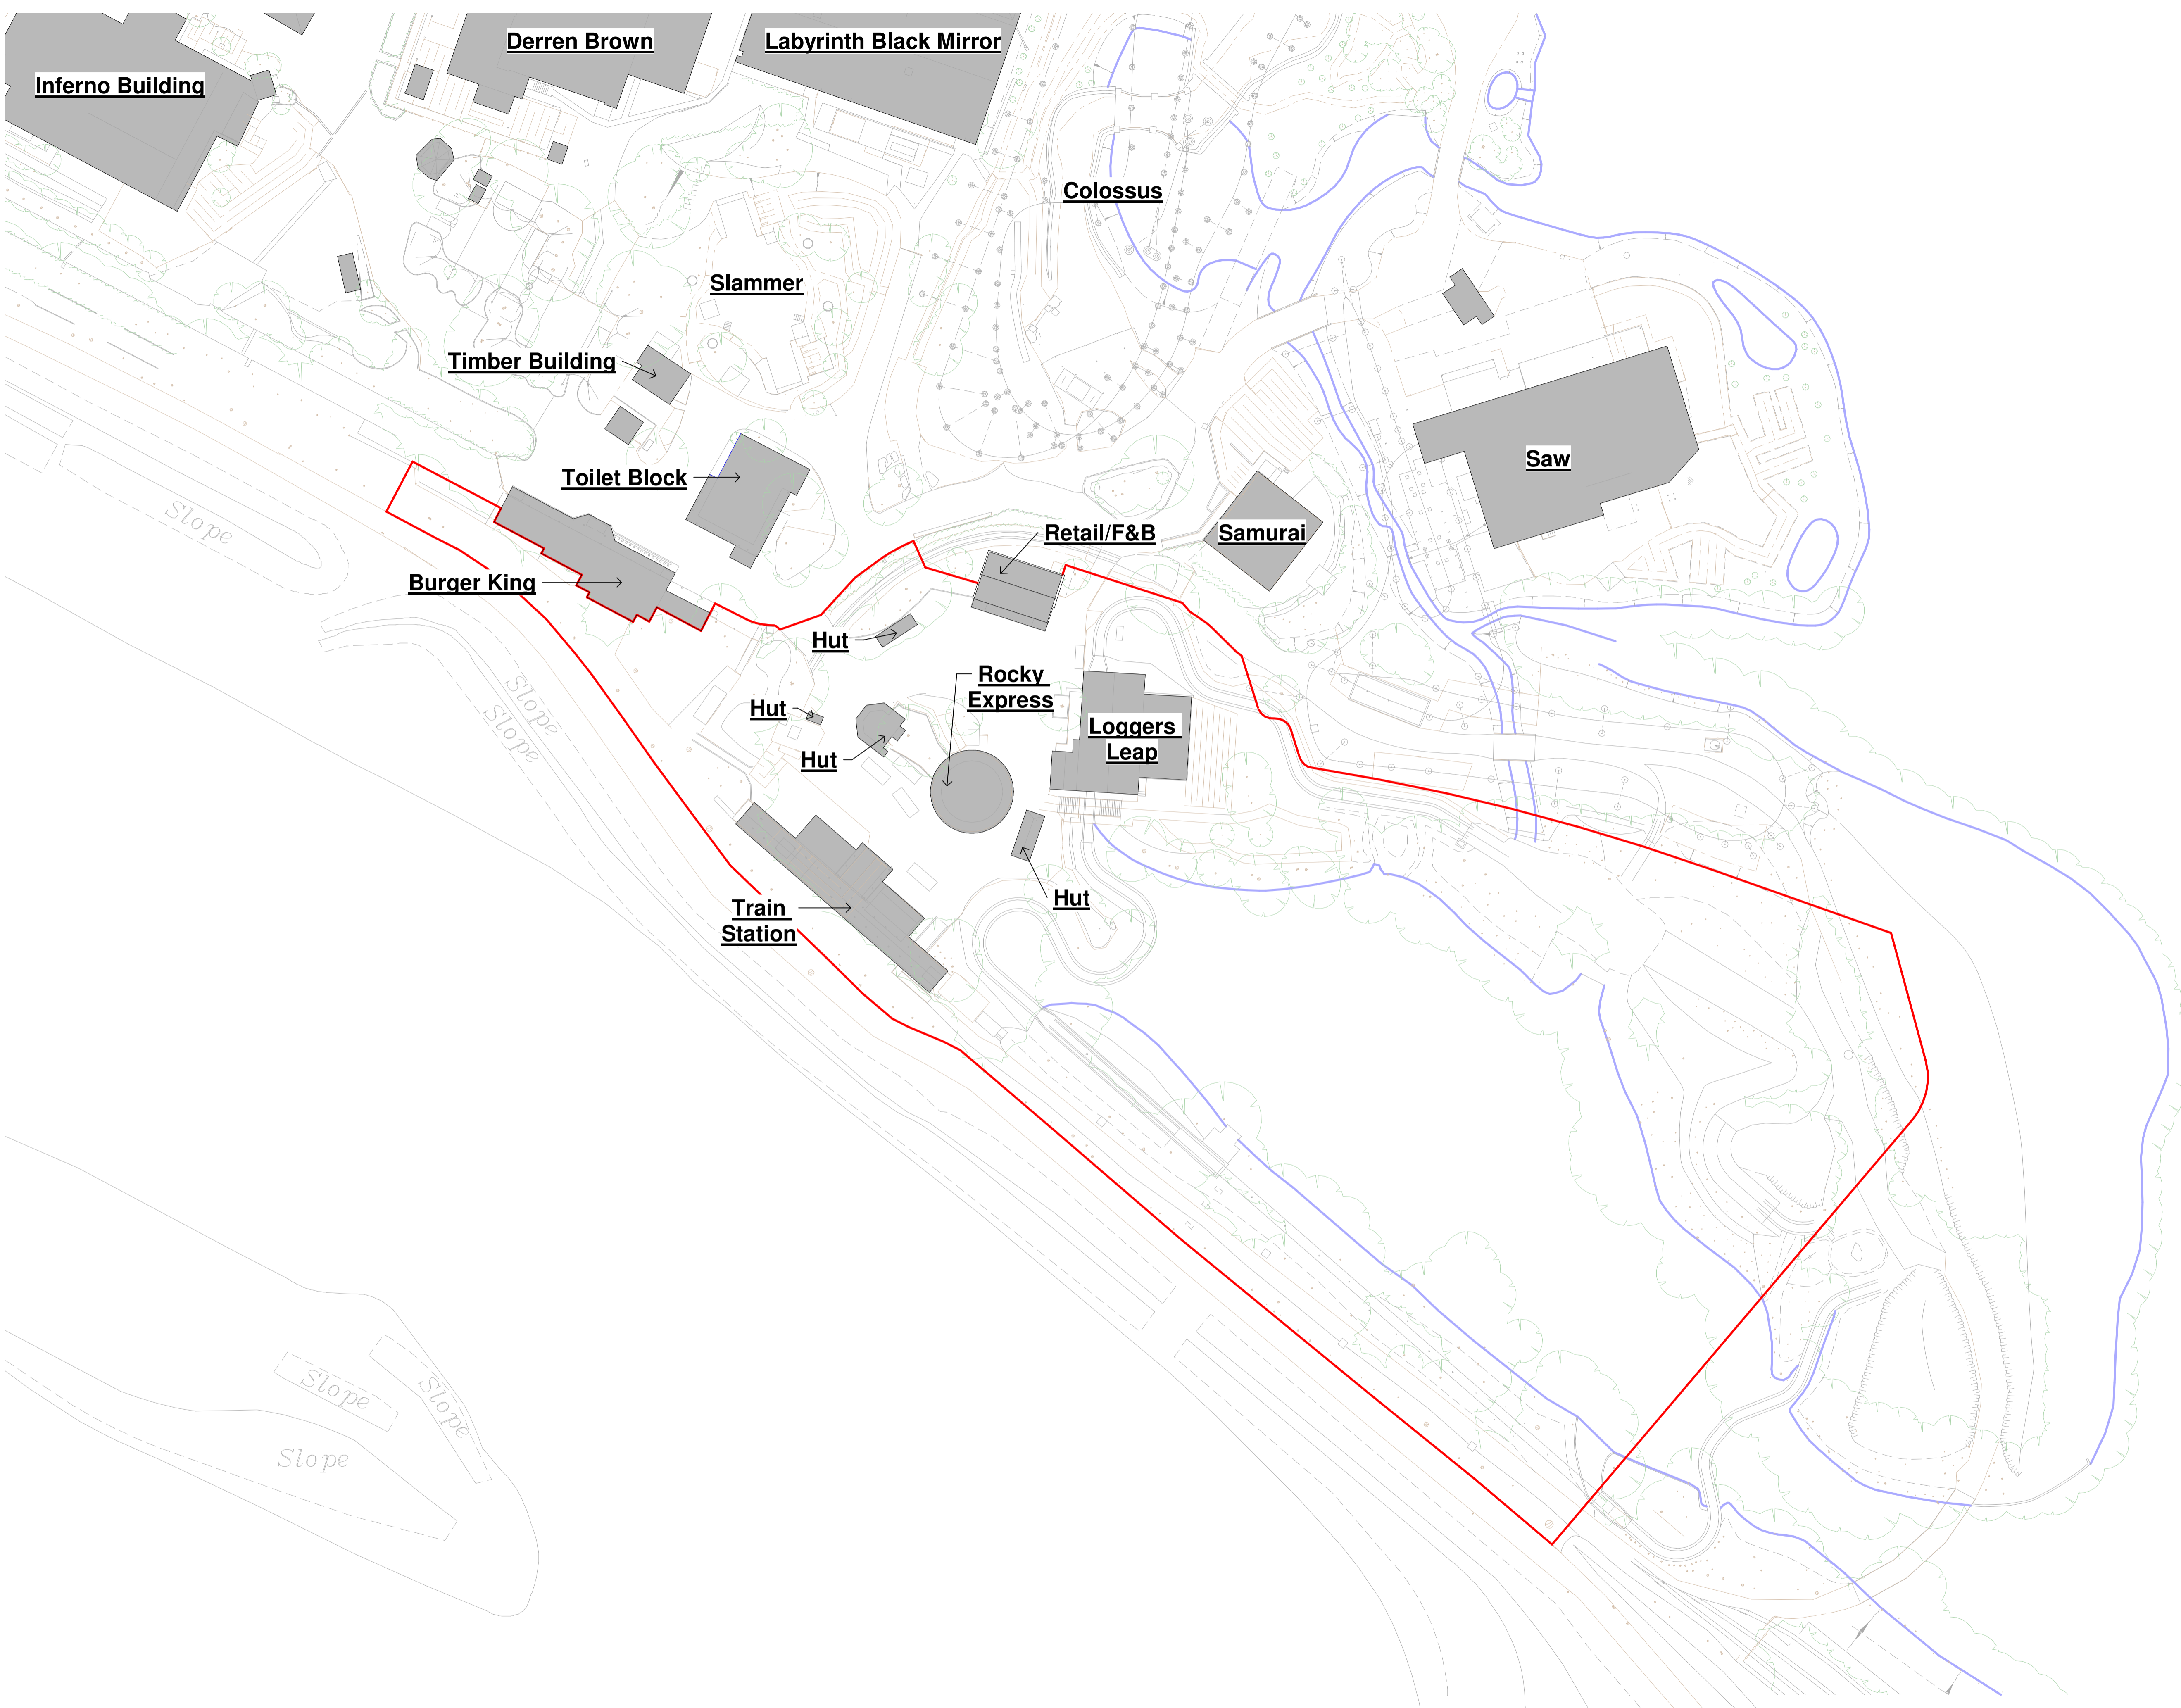 Derren Brown
Labyrinth Black Mirror
Inferno Building
Colossus
Slammer
Timber Building
Saw
Toilet Block
Slope
Retail/F&B
Samurai
Burger King
Hut
Rocky
Express
Slope
Slope
Hut
Loggers
Leap
Hut
Hut
Train
Station
Slope
Slope
Slope